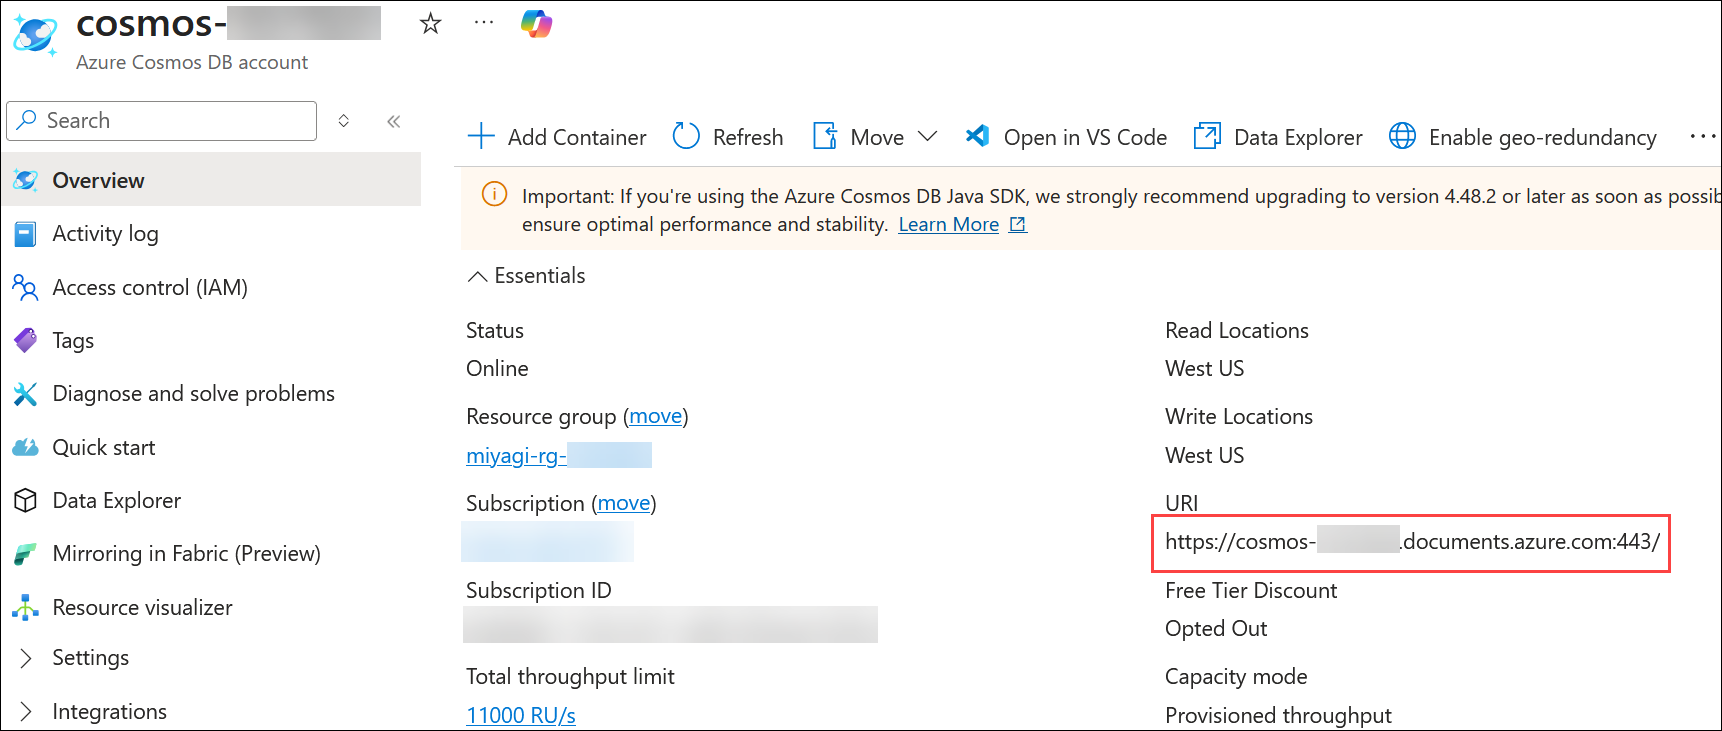 cosmos-
Azure Cosmos DB account
Search
Overview
Activity log
Access control (IAM)
Tags
Diagnose and solve problems
Quick start
Data Explorer
Mirroring in Fabric (Preview)
Resource visualizer
Settings
Integrations
Add Container Refresh Move Open in VS Code Data Explorer Enable geo-redundancy
Important: If you're using the Azure Cosmos DB Java SDK, we strongly recommend upgrading to version 4.48.2 or later as soon as possib
ensure optimal performance and stability. Learn More
Essentials
Status
Online
Resource group (move)
miyagi-rg-
Subscription (move)
Subscription ID
Total throughput limit
11000 RU/s
Read Locations
West US
Write Locations
West US
URI
https://cosmos- .documents.azure.com:443/
Free Tier Discount
Opted Out
Capacity mode
Provisioned throughput